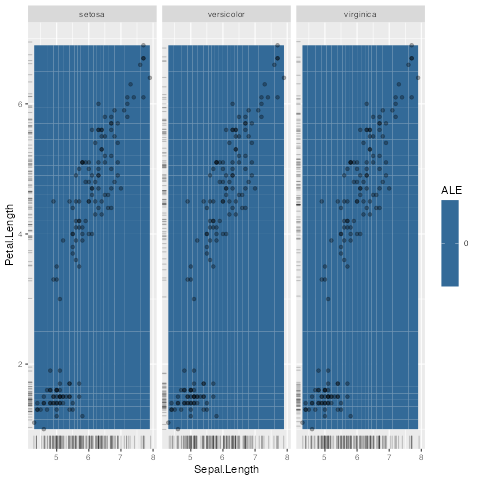 setosa versicolor virginica
ALE
0
Petal.Length
6
4
2
5 6 7 8 5 6 7 8 5 6 7 8
Sepal.Length